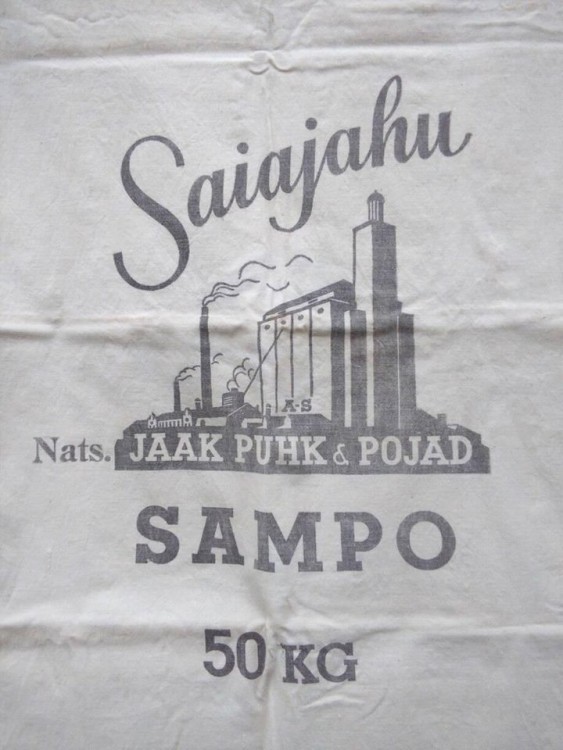 Saiajahu
A-S
Nats. JAAK PUHK & POJAD
SAMPO
50 KG